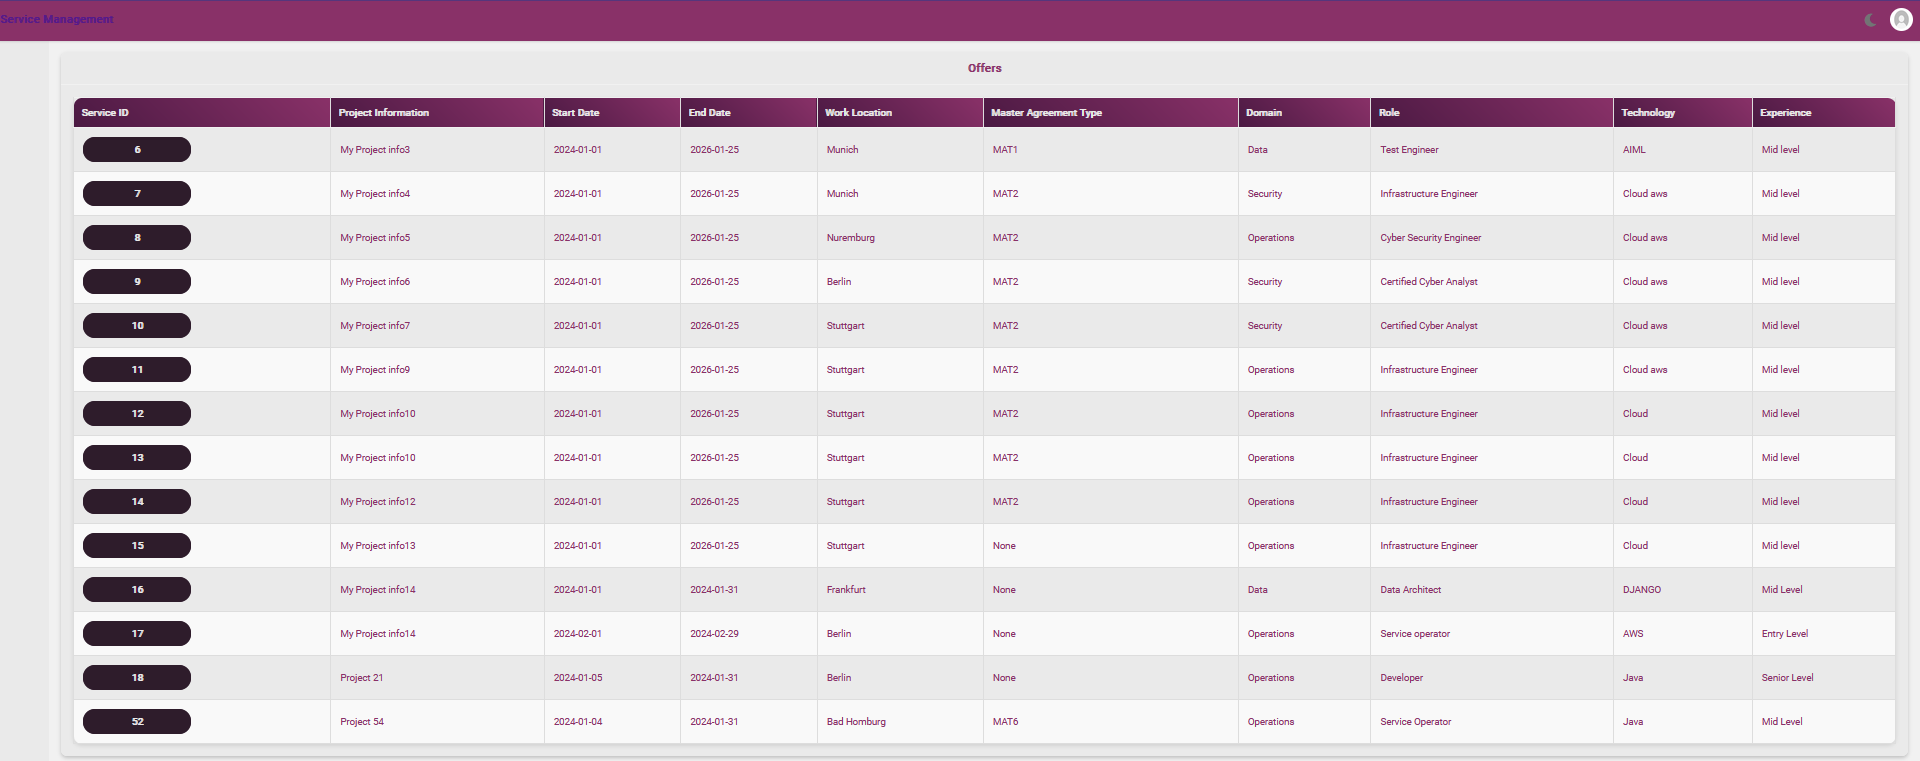 Service Management
Offers
Service ID Project Information Start Date End Date Work Location Master Agreement Type Domain Role Technology Experience
6 My Project info3 2024-01-01 2026-01-25 Munich MAT1 Data Test Engineer AIML Mid level
7 My Project info4 2024-01-01 2026-01-25 Munich MAT2 Security Infrastructure Engineer Cloud aws Mid level
8 My Project info5 2024-01-01 2026-01-25 Nuremburg MAT2 Operations Cyber Security Engineer Cloud aws Mid level
9 My Project info6 2024-01-01 2026-01-25 Berlin MAT2 Security Certified Cyber Analyst Cloud aws Mid level
10 My Project info7 2024-01-01 2026-01-25 Stuttgart MAT2 Security Certified Cyber Analyst Cloud aws Mid level
11 My Project info9 2024-01-01 2026-01-25 Stuttgart MAT2 Operations Infrastructure Engineer Cloud aws Mid level
12 My Project info10 2024-01-01 2026-01-25 Stuttgart MAT2 Operations Infrastructure Engineer Cloud Mid level
13 My Project info10 2024-01-01 2026-01-25 Stuttgart MAT2 Operations Infrastructure Engineer Cloud Mid level
14 My Project info12 2024-01-01 2026-01-25 Stuttgart MAT2 Operations Infrastructure Engineer Cloud Mid level
15 My Project info13 2024-01-01 2026-01-25 Stuttgart None Operations Infrastructure Engineer Cloud Mid level
16 My Project info14 2024-01-01 2024-01-31 Frankfurt None Data Data Architect DJANGO Mid Level
17 My Project info14 2024-02-01 2024-02-29 Berlin None Operations Service operator AWS Entry Level
18 Project 21 2024-01-05 2024-01-31 Berlin None Operations Developer Java Senior Level
52 Project 54 2024-01-04 2024-01-31 Bad Homburg MAT6 Operations Service Operator Java Mid Level